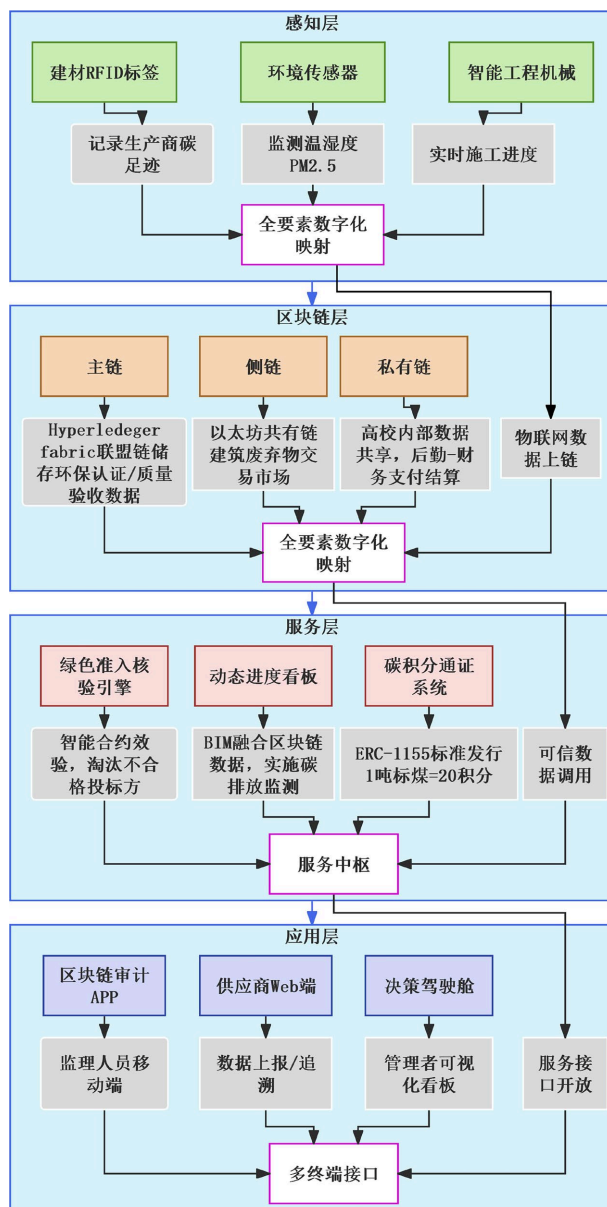 感知层
建材RFID标签
环境传感器
智能工程机械
记录生产商碳
足迹
监测温湿度
PM2.5
实时施工进度
全要素数字化
映射
区块链层
主链
侧链
私有链
Hyperledeger
fabric联盟链储
存环保认证/质量
验收数据
以太坊共有链
建筑废弃物交
易市场
高校内部数据
共享，后勤-财
务支付结算
物联网数
据上链
全要素数字化
映射
服务层
绿色准入核
验引擎
动态进度看板
碳积分通证
系统
智能合约效
验，淘汰不合
格投标方
BIM融合区块链
数据，实施碳
排放监测
ERC-1155标准发行
1吨标煤=20积分
可信数
据调用
服务中枢
应用层
区块链审计
APP
供应商Web端
决策驾驶舱
监理人员移
动端
数据上报/追
溯
管理者可视
化看板
服务接
口开放
多终端接口